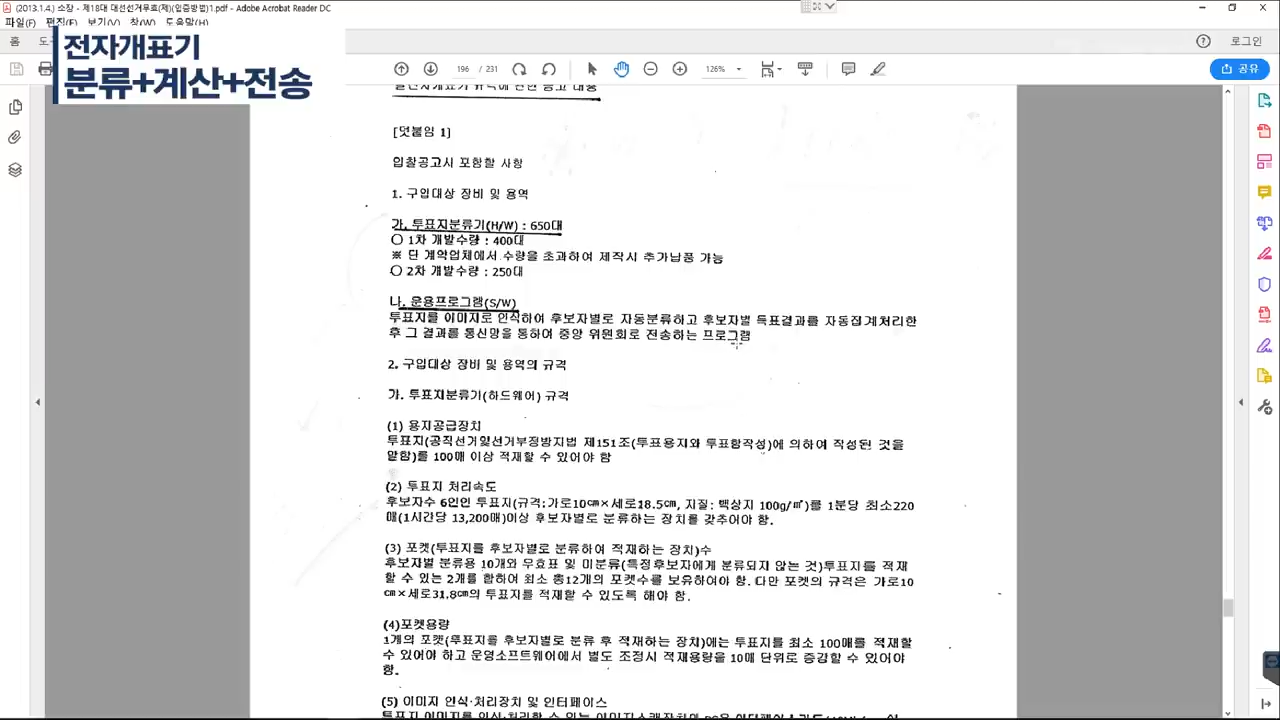 (2013.1.4.) 소장 - 제18대 대선선거무효(제)(입증방법)1.pdf - Adobe Acrobat Reader DC
파일(F) 편집(E) 보기(V) 창(W) 도움말(H)
홈
로그인
전자개표기
분류+계산+전송
196 / 231
126%
공유
[덧붙임 1]
입찰공고시 포함할 사항
1. 구입대상 장비 및 용역
가. 투표지분류기(H/W) : 650대
○ 1차 개발수량 : 400대
※ 단 계약업체에서 수량을 초과하여 제작시 추가납품 가능
○ 2차 개발수량 : 250대
나. 운용프로그램(S/W)
투표지를 이미지로 인식하여 후보자별로 자동분류하고 후보자별 득표결과를 자동집계처리한
후 그 결과를 통신망을 통하여 중앙 위원회로 전송하는 프로그램
2. 구입대상 장비 및 용역의 규격
가. 투표지분류기(하드웨어) 규격
(1) 용지공급장치
투표지(공직선거및선거부정방지법 제151조(투표용지와 투표함작성)에 의하여 작성된 것을
말함)를 100매 이상 적재할 수 있어야 함
(2) 투표지 처리속도
후보자수 6인인 투표지(규격:가로10㎝×세로18.5㎝, 지질: 백상지 100g/㎡)를 1분당 최소220
매(1시간당 13,200매)이상 후보자별로 분류하는 장치를 갖추어야 함.
(3) 포켓(투표지를 후보자별로 분류하여 적재하는 장치)수
후보자별 분류용 10개와 무효표 및 미분류(특정후보자에게 분류되지 않는 것)투표지를 적재
할 수 있는 2개를 합하여 최소 총12개의 포켓수를 보유하여야 함. 다만 포켓의 규격은 가로10
㎝×세로31.8㎝의 투표지를 적재할 수 있도록 해야 함.
(4)포켓용량
1개의 포켓(투표지를 후보자별로 분류 후 적재하는 장치)에는 투표지를 최소 100매를 적재할
수 있어야 하고 운영소프트웨어에서 별도 조정시 적재용량을 10매 단위로 증감할 수 있어야
함.
(5) 이미지 인식·처리장치 및 인터페이스